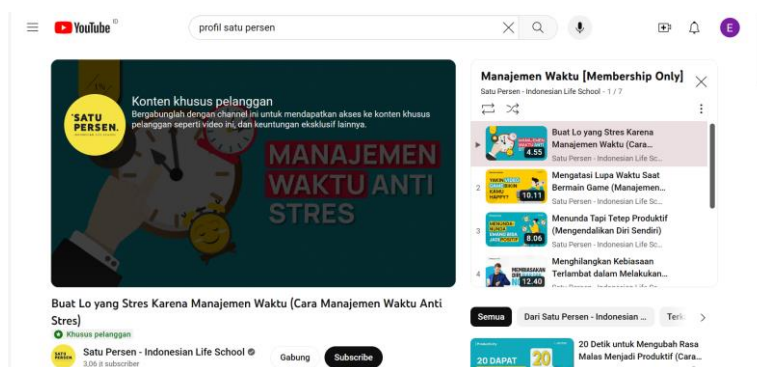 YouTube ID
profil satu persen
E
SATU
PERSEN.
Konten khusus pelanggan
Bergabunglah dengan channel ini untuk mendapatkan akses ke konten khusus
pelanggan seperti video ini, dan keuntungan eksklusif lainnya.
MANAJEMEN
WAKTU ANTI
STRES
Buat Lo yang Stres Karena Manajemen Waktu (Cara Manajemen Waktu Anti
Stres)
Khusus pelanggan
Satu Persen - Indonesian Life School
3,06 jt subscriber
Gabung
Subscribe
Manajemen Waktu [Membership Only]
Satu Persen - Indonesian Life School - 1 / 7
4.55
Buat Lo yang Stres Karena
Manajemen Waktu (Cara...
Satu Persen - Indonesian Life Sc...
2
10.11
Mengatasi Lupa Waktu Saat
Bermain Game (Manajemen...
Satu Persen - Indonesian Life Sc...
3
8.06
Menunda Tapi Tetep Produktif
(Mengendalikan Diri Sendiri)
Satu Persen - Indonesian Life Sc...
4
12.40
Menghilangkan Kebiasaan
Terlambat dalam Melakukan...
Satu Persen - Indonesian Life Sc...
Semua
Dari Satu Persen - Indonesian ...
20 DAPAT
20
20 Detik untuk Mengubah Rasa
Malas Menjadi Produktif (Cara...